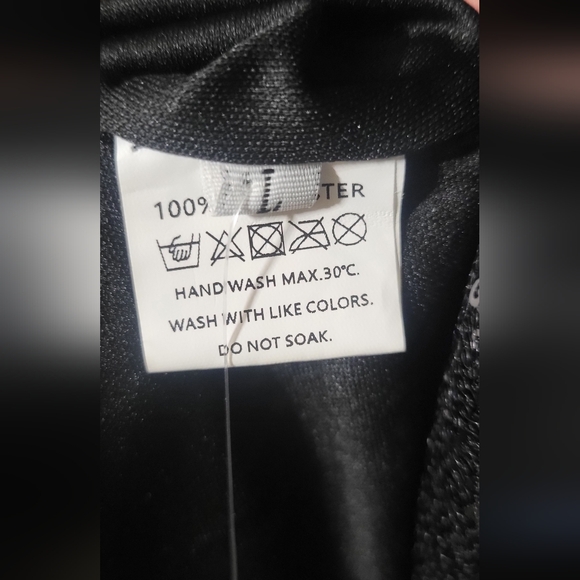 100%
L
HAND WASH MAX.30°C.
WASH WITH LIKE COLORS.
DO NOT SOAK.